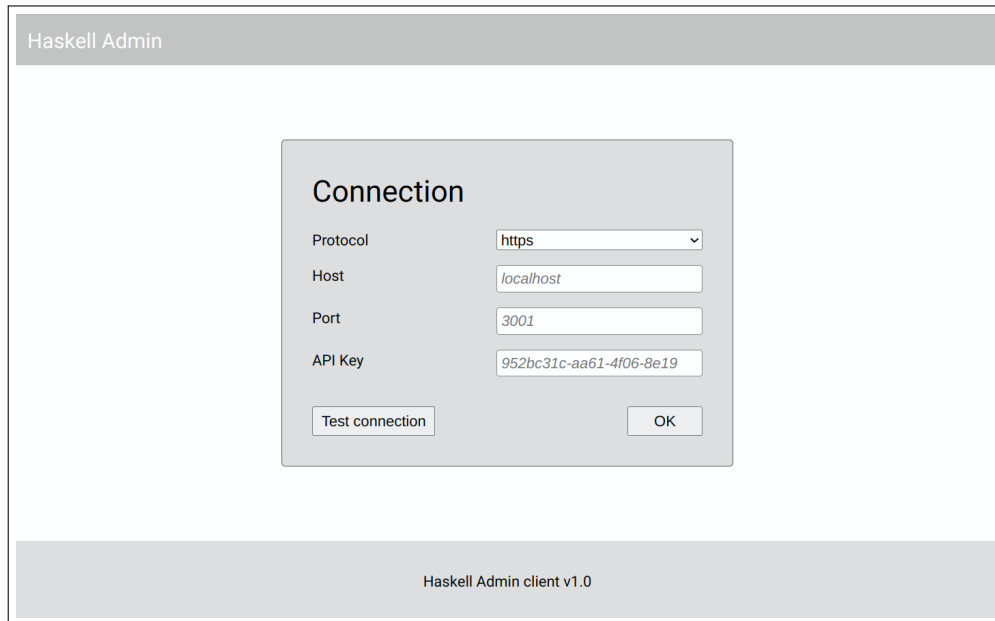 Haskell Admin
Connection
Protocol https
Host localhost
Port 3001
API Key 952bc31c-aa61-4f06-8e19
Test connection OK
Haskell Admin client v1.0